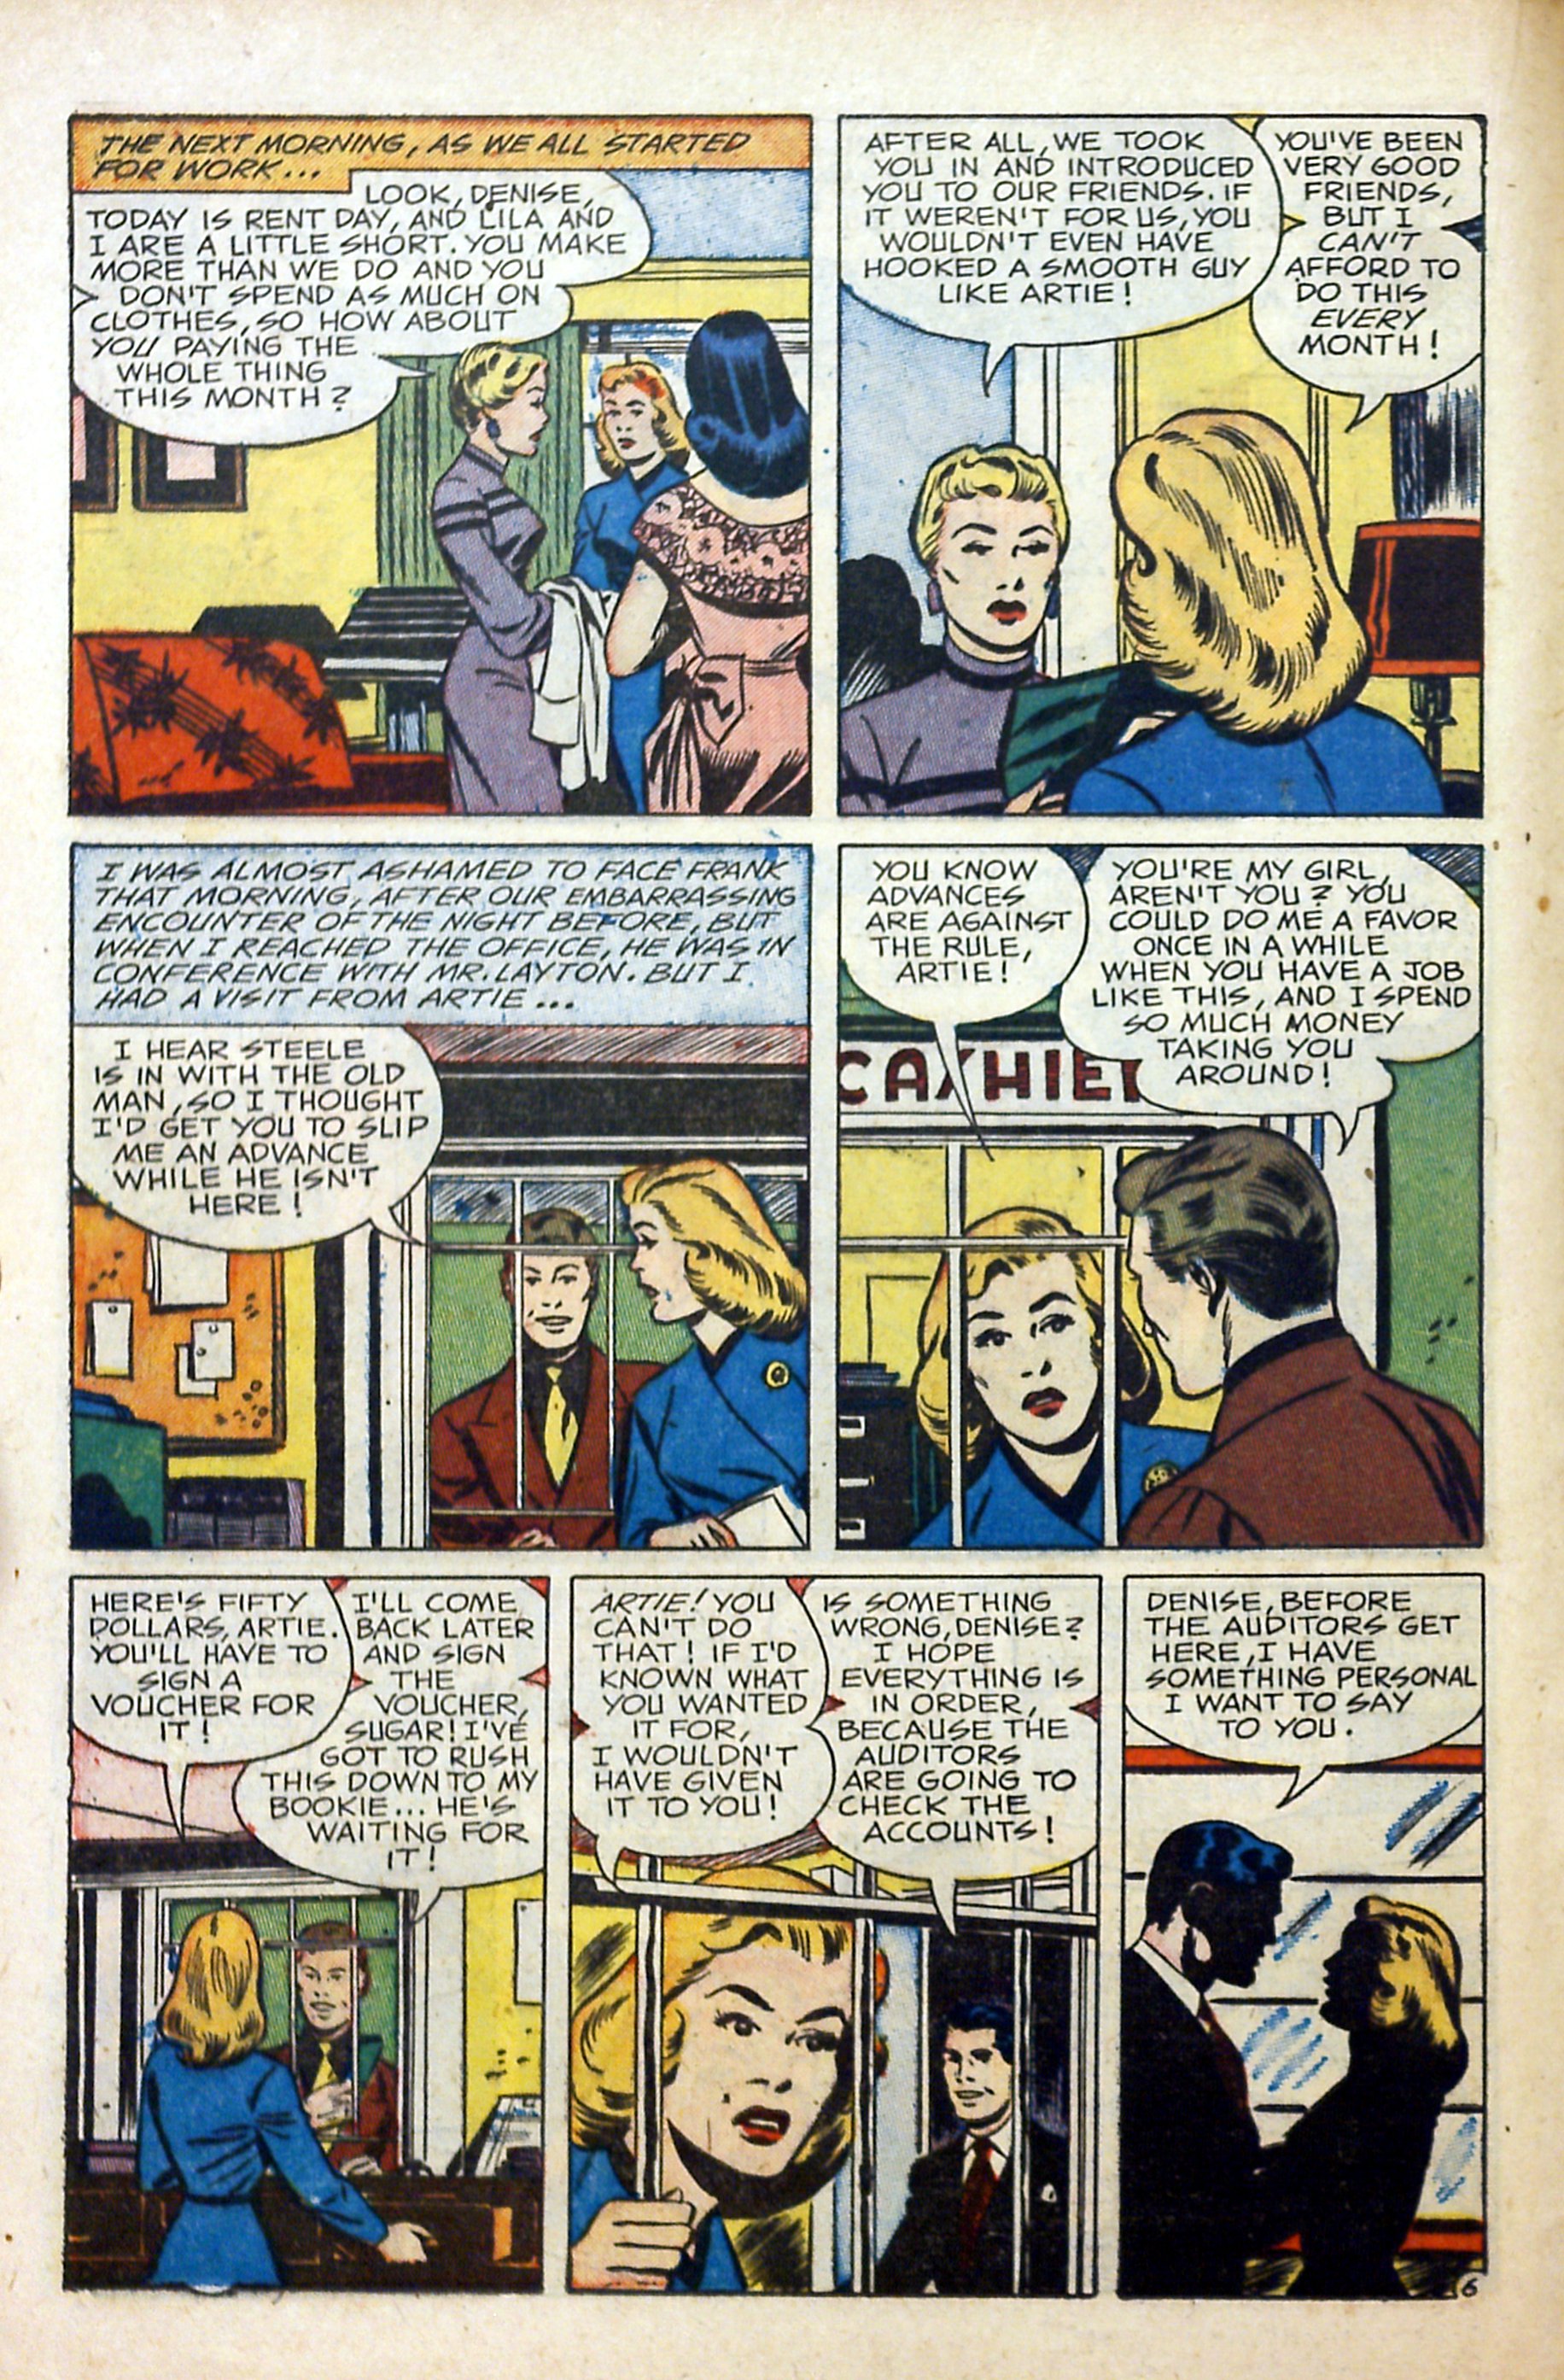 THE NEXT MORNING, AS WE ALL STARTED
FOR WORK...
LOOK, DENISE,
TODAY IS RENT DAY, AND LILA AND
I ARE A LITTLE SHORT. YOU MAKE
MORE THAN WE DO AND YOU
DON'T SPEND AS MUCH ON
CLOTHES, SO HOW ABOUT
YOU PAYING THE
WHOLE THING
THIS MONTH?
AFTER ALL, WE TOOK
YOU IN AND INTRODUCED
YOU TO OUR FRIENDS. IF
IT WEREN'T FOR US, YOU
WOULDN'T EVEN HAVE
HOOKED A SMOOTH GUY
LIKE ARTIE!
YOU'VE BEEN
VERY GOOD
FRIENDS,
BUT I
CAN'T
AFFORD TO
DO THIS
EVERY
MONTH!
I WAS ALMOST ASHAMED TO FACE FRANK
THAT MORNING, AFTER OUR EMBARRASSING
ENCOUNTER OF THE NIGHT BEFORE, BUT
WHEN I REACHED THE OFFICE, HE WAS IN
CONFERENCE WITH MR. LAYTON. BUT I
HAD A VISIT FROM ARTIE...
I HEAR STEELE
IS IN WITH THE OLD
MAN, SO I THOUGHT
I'D GET YOU TO SLIP
ME AN ADVANCE
WHILE HE ISN'T
HERE!
YOU KNOW
ADVANCES
ARE AGAINST
THE RULE,
ARTIE!
YOU'RE MY GIRL,
AREN'T YOU? YOU
COULD DO ME A FAVOR
ONCE IN A WHILE
WHEN YOU HAVE A JOB
LIKE THIS, AND I SPEND
SO MUCH MONEY
TAKING YOU
AROUND!
CASHIER
HERE'S FIFTY
DOLLARS, ARTIE.
YOU'LL HAVE TO
SIGN A
VOUCHER FOR
IT!
I'LL COME
BACK LATER
AND SIGN
THE
VOUCHER,
SUGAR! I'VE
GOT TO RUSH
THIS DOWN TO MY
BOOKIE... HE'S
WAITING FOR
IT!
ARTIE! YOU
CAN'T DO
THAT! IF I'D
KNOWN WHAT
YOU WANTED
IT FOR,
I WOULDN'T
HAVE GIVEN
IT TO YOU!
IS SOMETHING
WRONG, DENISE?
I HOPE
EVERYTHING IS
IN ORDER,
BECAUSE THE
AUDITORS
ARE GOING TO
CHECK THE
ACCOUNTS!
DENISE, BEFORE
THE AUDITORS GET
HERE, I HAVE
SOMETHING PERSONAL
I WANT TO SAY
TO YOU.
6